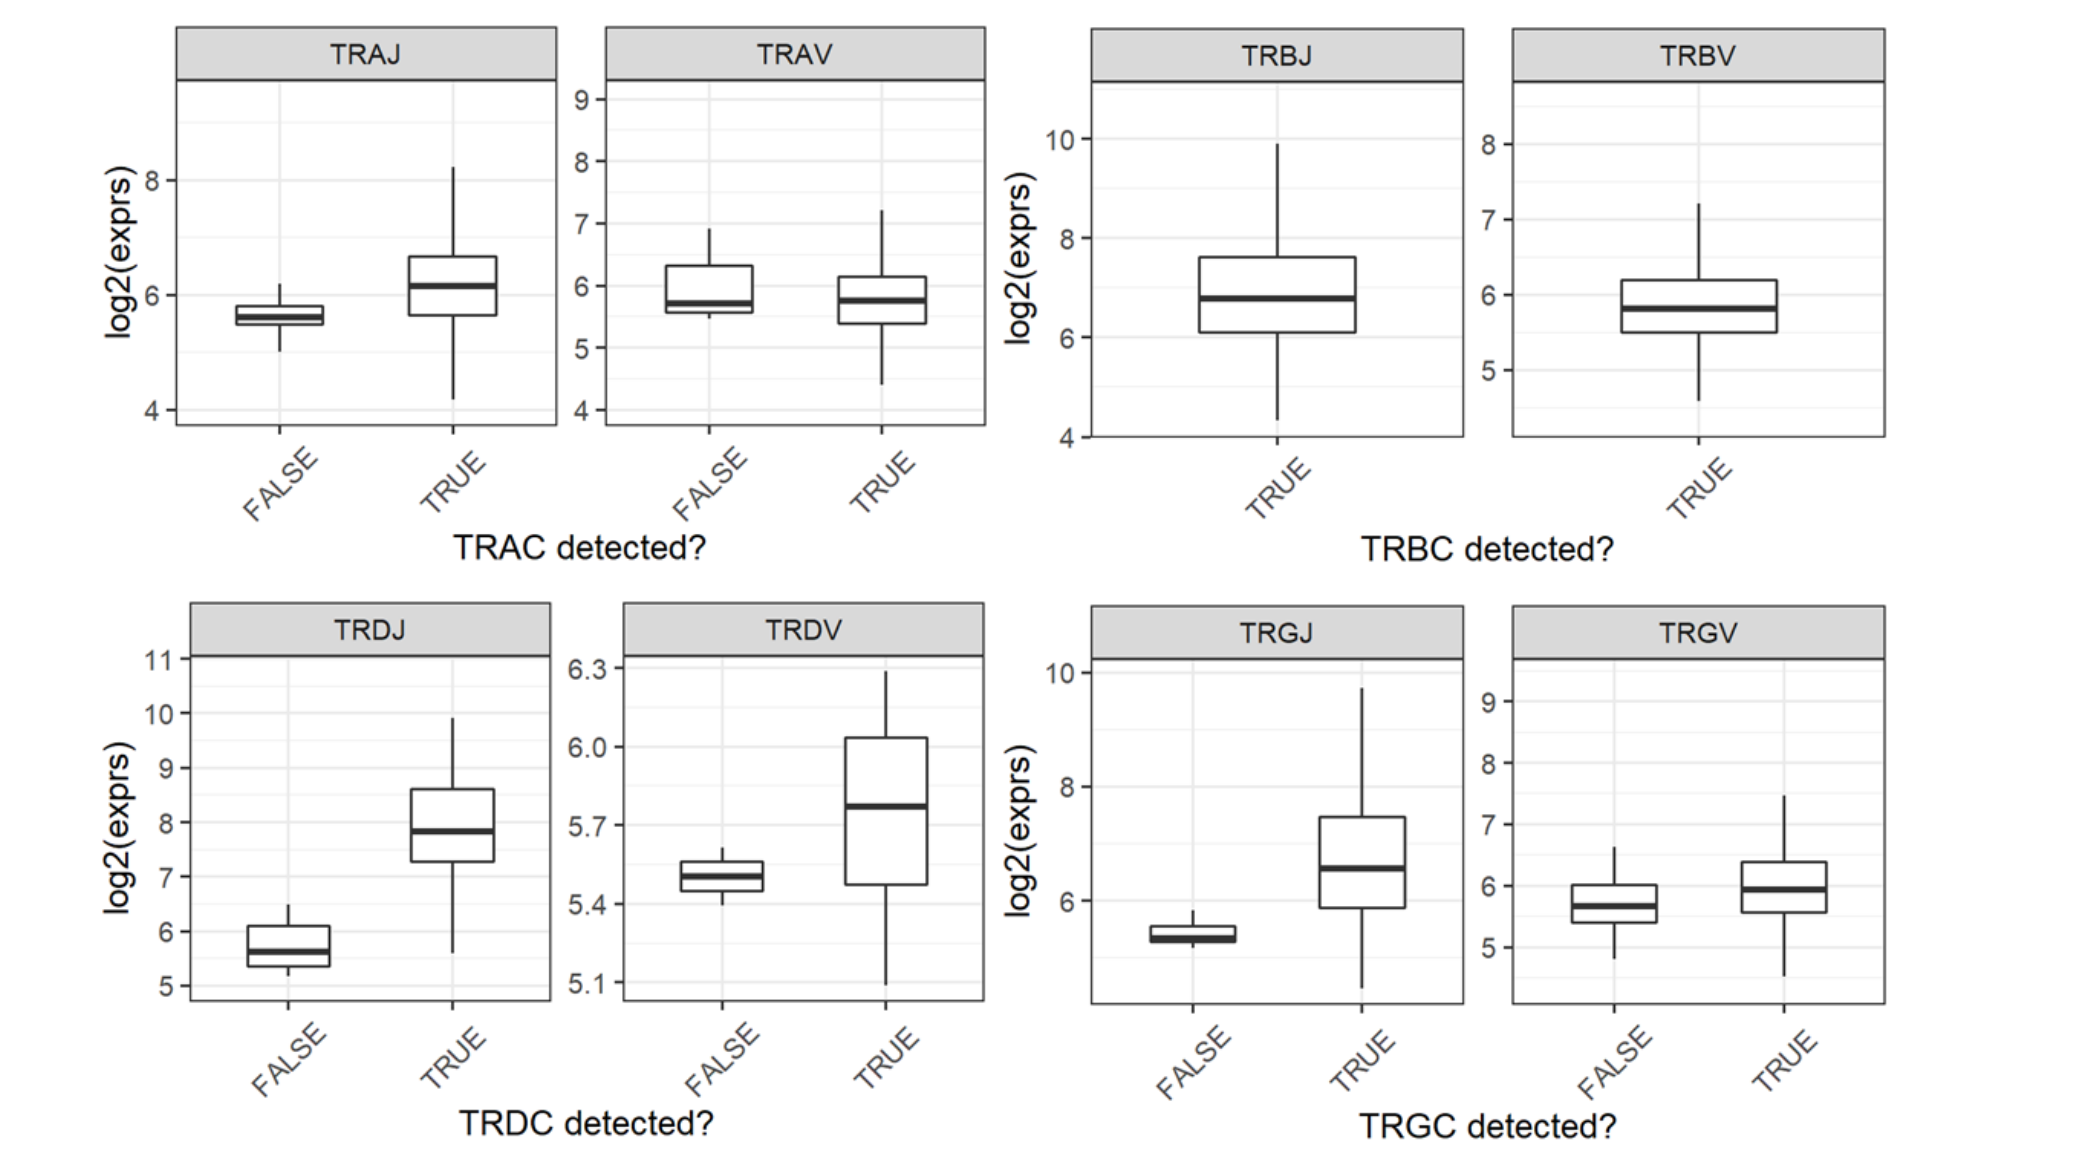 TRAJ
TRAV
log2(exprs)
8
6
4
9
8
7
6
5
4
FALSE
TRUE
FALSE
TRUE
TRAC detected?
TRBJ
TRBV
log2(exprs)
10
8
6
4
8
7
6
5
TRUE
TRUE
TRBC detected?
TRDJ
TRDV
log2(exprs)
11
10
9
8
7
6
5
6.3
6.0
5.7
5.4
5.1
FALSE
TRUE
FALSE
TRUE
TRDC detected?
TRGJ
TRGV
log2(exprs)
10
8
6
9
8
7
6
5
FALSE
TRUE
FALSE
TRUE
TRGC detected?